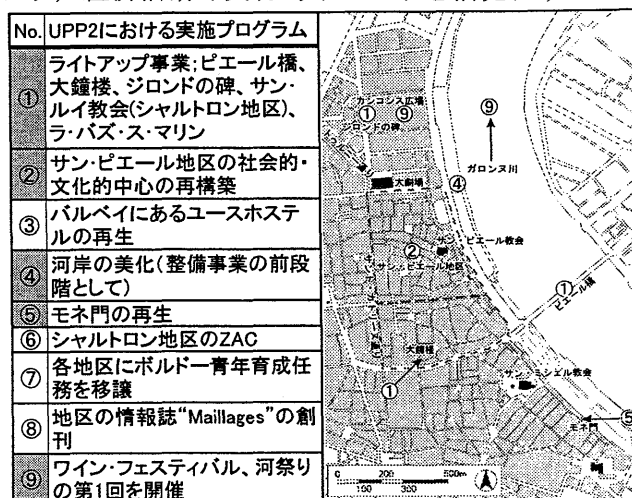 No. UPP2における実施プログラム
① ライトアップ事業;ピエール橋、
大鐘楼、ジロンドの碑、サン・
ルイ教会(シャルトロン地区)、
ラ・バズ・ス・マリン
② サン・ピエール地区の社会的・
文化的中心の再構築
③ バルベイにあるユースホステ
ルの再生
④ 河岸の美化(整備事業の前段
階として)
⑤ モネ門の再生
⑥ シャルトロン地区のZAC
⑦ 各地区にボルドー青年育成任
務を移譲
⑧ 地区の情報誌“Maillages”の創
刊
⑨ ワイン・フェスティバル、河祭り
の第1回を開催
カンコンス広場
① ⑨
ジロンドの碑
大劇場
④
⑨
ガロンヌ川
サン・ピエール教会
②
サン・ピエール地区
①
ピエール橋
大鐘楼
①
サン・ミシェール教会
⑤
モネ門
0 200 500m
100 300